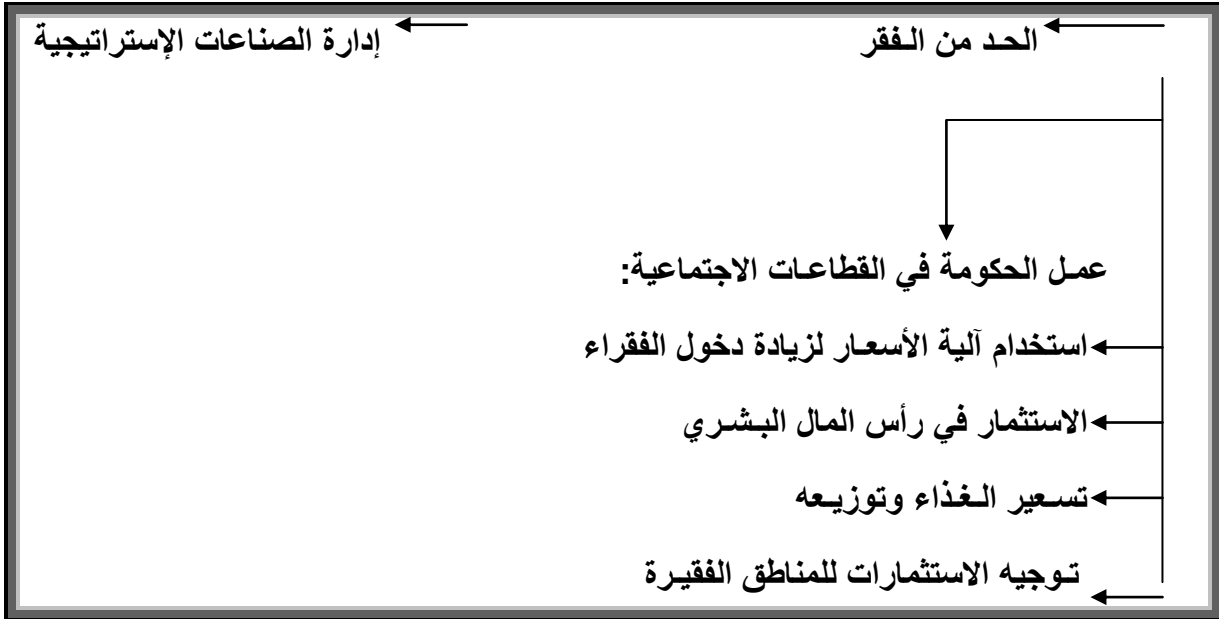 الحد من الفقر
إدارة الصناعات الإستراتيجية
عمل الحكومة في القطاعات الاجتماعية:
استخدام آلية الأسعار لزيادة دخول الفقراء
الاستثمار في رأس المال البشري
تسعير الغذاء وتوزيعه
توجيه الاستثمارات للمناطق الفقيرة